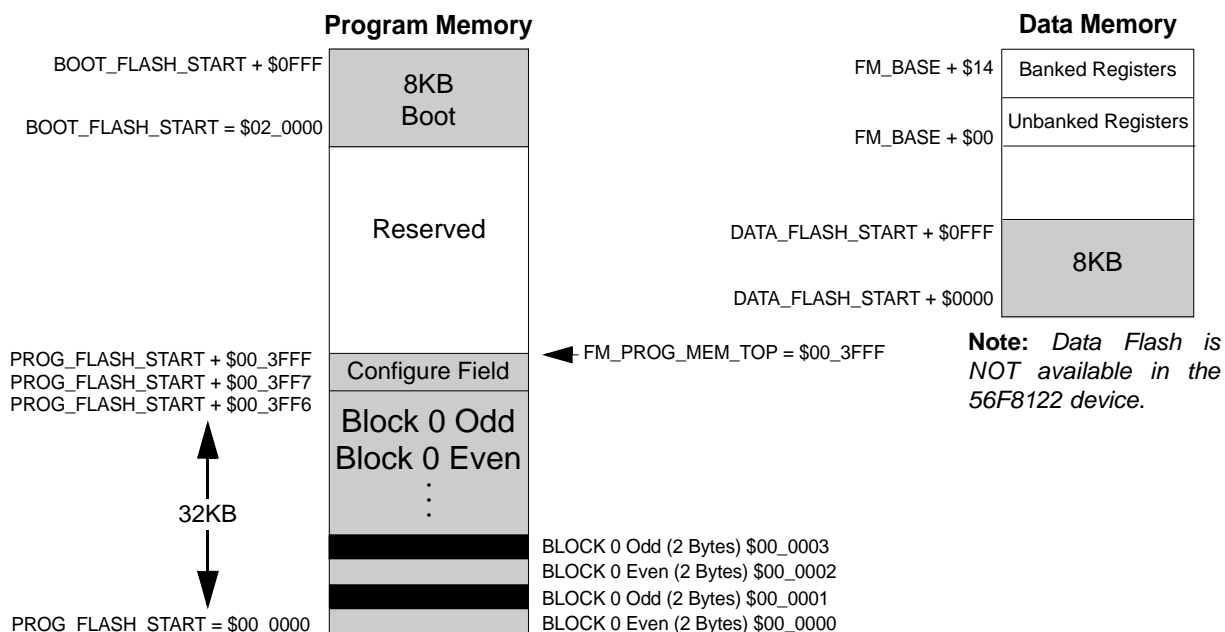 Program Memory
BOOT_FLASH_START + $0FFF
8KB
Boot
BOOT_FLASH_START = $02_0000
Reserved
PROG_FLASH_START + $00_3FFF
PROG_FLASH_START + $00_3FF7
PROG_FLASH_START + $00_3FF6
Configure Field
FM_PROG_MEM_TOP = $00_3FFF
Block 0 Odd
Block 0 Even
32KB
BLOCK 0 Odd (2 Bytes) $00_0003
BLOCK 0 Even (2 Bytes) $00_0002
BLOCK 0 Odd (2 Bytes) $00_0001
BLOCK 0 Even (2 Bytes) $00_0000
PROG_FLASH_START = $00_0000
Data Memory
FM_BASE + $14
Banked Registers
Unbanked Registers
FM_BASE + $00
DATA_FLASH_START + $0FFF
8KB
DATA_FLASH_START + $0000
Note: Data Flash is
NOT available in the
56F8122 device.